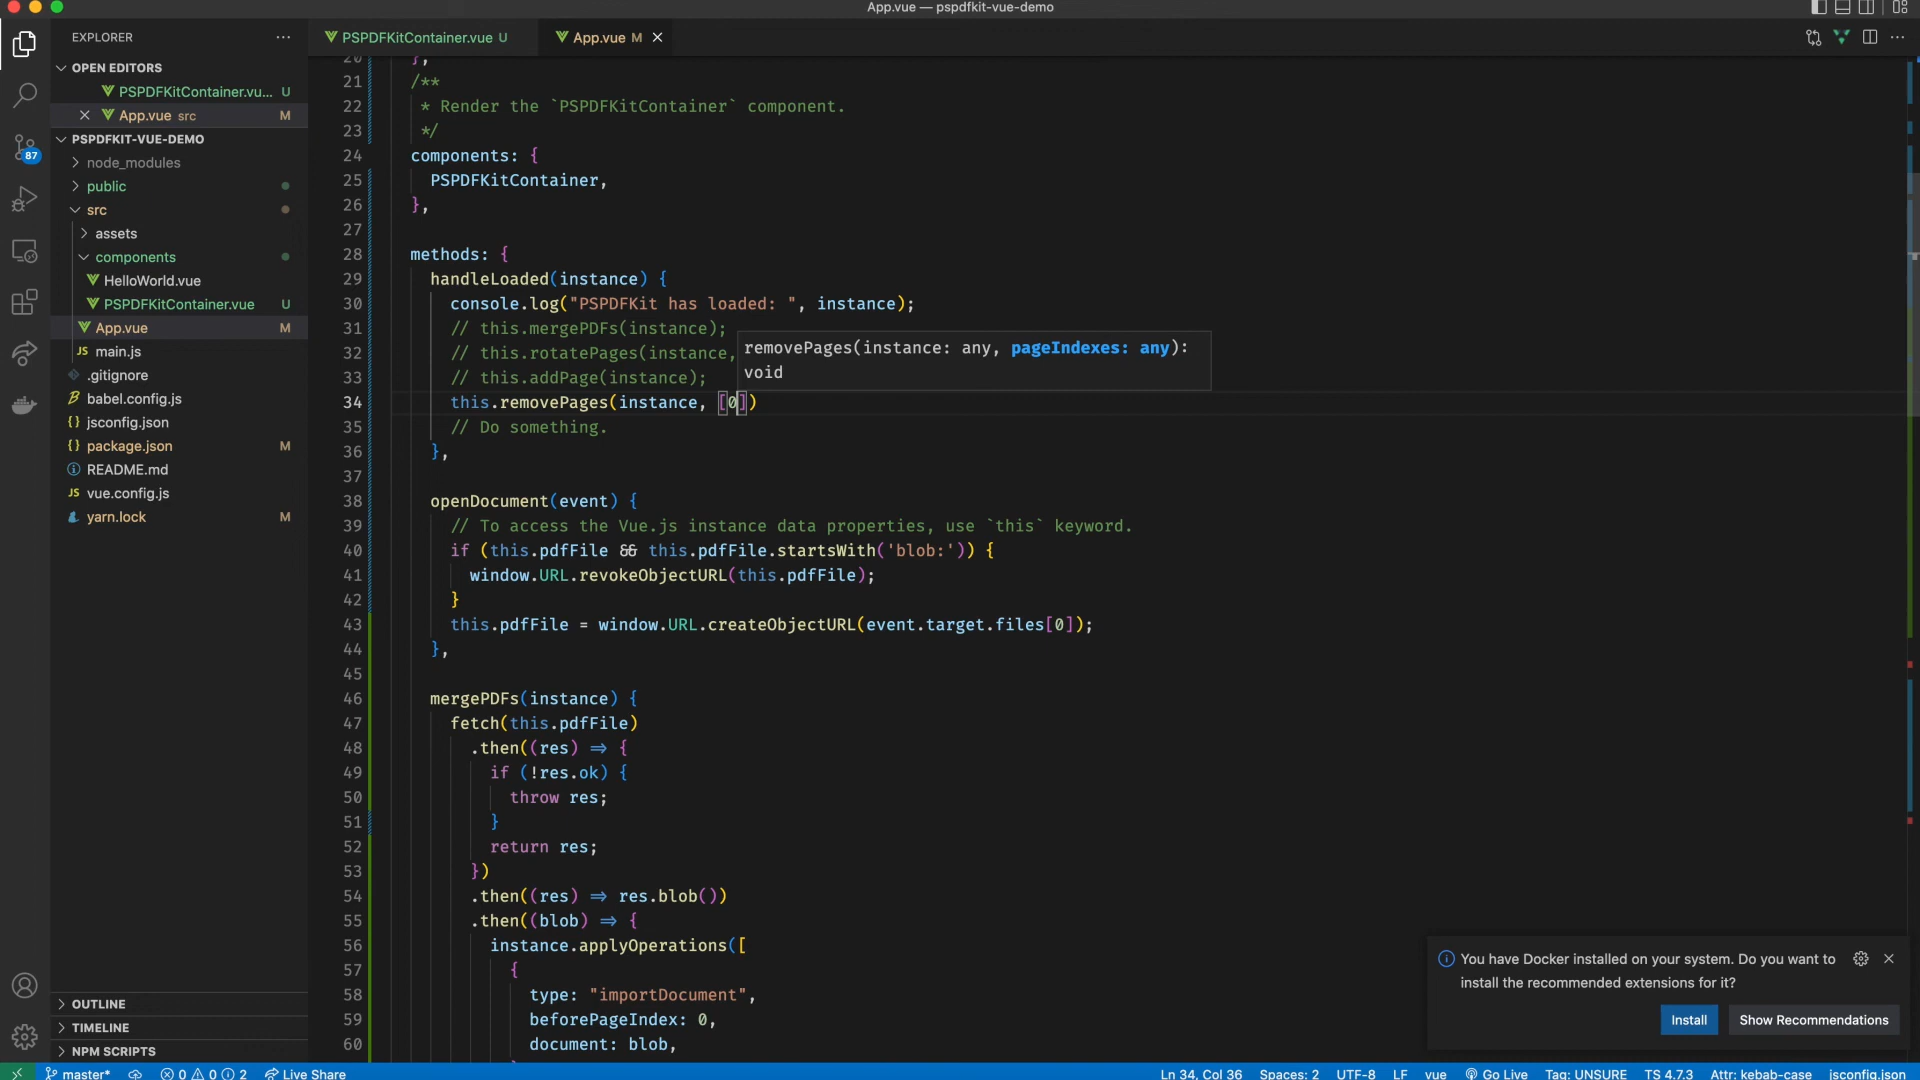 App.vue — pspdfkit-vue-demo
EXPLORER
PSPDFKitContainer.vue U
App.vue M
OPEN EDITORS
PSPDFKitContainer.vu... U
App.vue src M
PSPDFKIT-VUE-DEMO
node_modules
public
src
assets
components
HelloWorld.vue
PSPDFKitContainer.vue U
App.vue M
JS main.js
.gitignore
babel.config.js
{} jsconfig.json
{} package.json M
README.md
JS vue.config.js
yarn.lock M
OUTLINE
TIMELINE
NPM SCRIPTS
87
20 },
21 /**
22 * Render the `PSPDFKitContainer` component.
23 */
24 components: {
25 PSPDFKitContainer,
26 },
27
28 methods: {
29 handleLoaded(instance) {
30 console.log("PSPDFKit has loaded: ", instance);
31 // this.mergePDFs(instance);
32 // this.rotatePages(instance,
33 // this.addPage(instance);
removePages(instance: any, pageIndexes: any):
void
34 this.removePages(instance, [0])
35 // Do something.
36 },
37
38 openDocument(event) {
39 // To access the Vue.js instance data properties, use `this` keyword.
40 if (this.pdfFile && this.pdfFile.startsWith('blob:')) {
41 window.URL.revokeObjectURL(this.pdfFile);
42 }
43 this.pdfFile = window.URL.createObjectURL(event.target.files[0]);
44 },
45
46 mergePDFs(instance) {
47 fetch(this.pdfFile)
48 .then((res) => {
49 if (!res.ok) {
50 throw res;
51 }
52 return res;
53 })
54 .then((res) => res.blob())
55 .then((blob) => {
56 instance.applyOperations([
57 {
58 type: "importDocument",
59 beforePageIndex: 0,
60 document: blob,
You have Docker installed on your system. Do you want to
install the recommended extensions for it?
Install
Show Recommendations
master* 0 0 2 Live Share
Ln 34, Col 36 Spaces: 2 UTF-8 LF vue Go Live Tag: UNSURE TS 4.7.3 Attr: kebab-case jsconfig.json